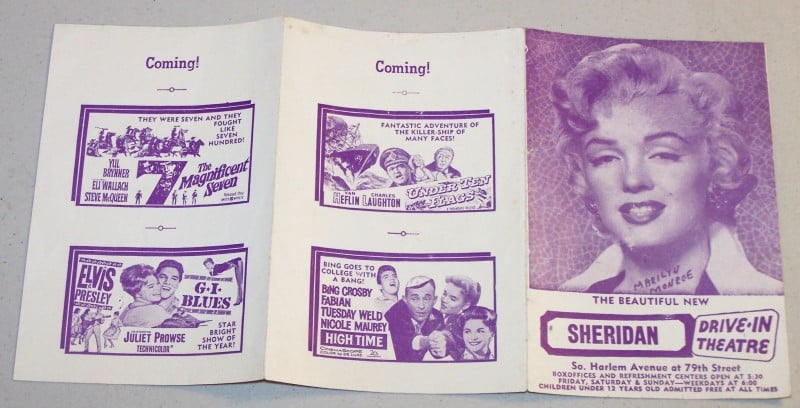 Coming!
THEY WERE SEVEN AND THEY
FOUGHT
LIKE
SEVEN
HUNDRED!
YUL
BRYNNER
ELI WALLACH
STEVE McQUEEN
7
The
Magnificent
Seven
ELVIS
PRESLEY
G·I·
BLUES
JULIET PROWSE
TECHNICOLOR®
STAR
BRIGHT
SHOW OF
THE YEAR!
Coming!
FANTASTIC ADVENTURE OF
THE KILLER-SHIP OF
MANY FACES!
VAN
HEFLIN
CHARLES
LAUGHTON
UNDER TEN
FLAGS
BING GOES TO
COLLEGE WITH
A BANG!
BING CROSBY
FABIAN
TUESDAY WELD
NICOLE MAUREY
HIGH TIME
CINEMASCOPE
COLOR by DE LUXE
MARILYN
MONROE
THE BEAUTIFUL NEW
SHERIDAN
DRIVE-IN
THEATRE
So. Harlem Avenue at 79th Street
BOXOFFICES AND REFRESHMENT CENTERS OPEN AT 5:30
FRIDAY, SATURDAY & SUNDAY—WEEKDAYS AT 6:00
CHILDREN UNDER 12 YEARS OLD ADMITTED FREE AT ALL TIMES